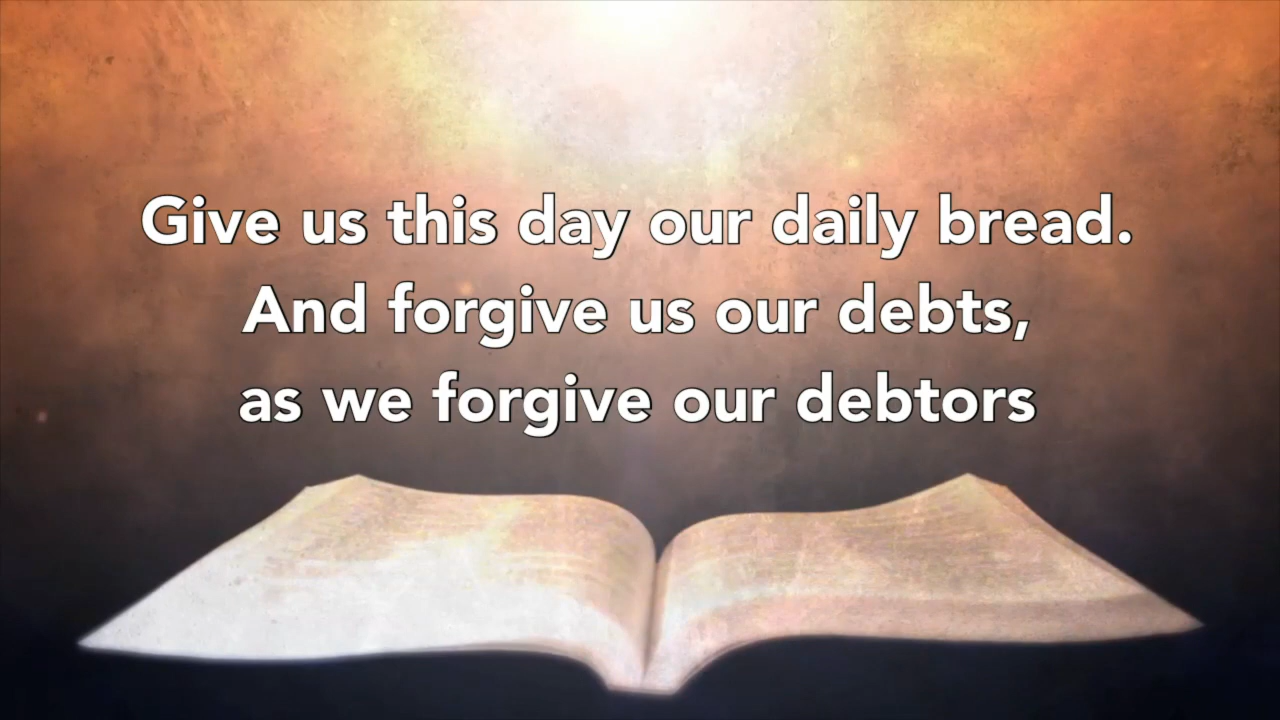 Give us this day our daily bread.
And forgive us our debts,
as we forgive our debtors